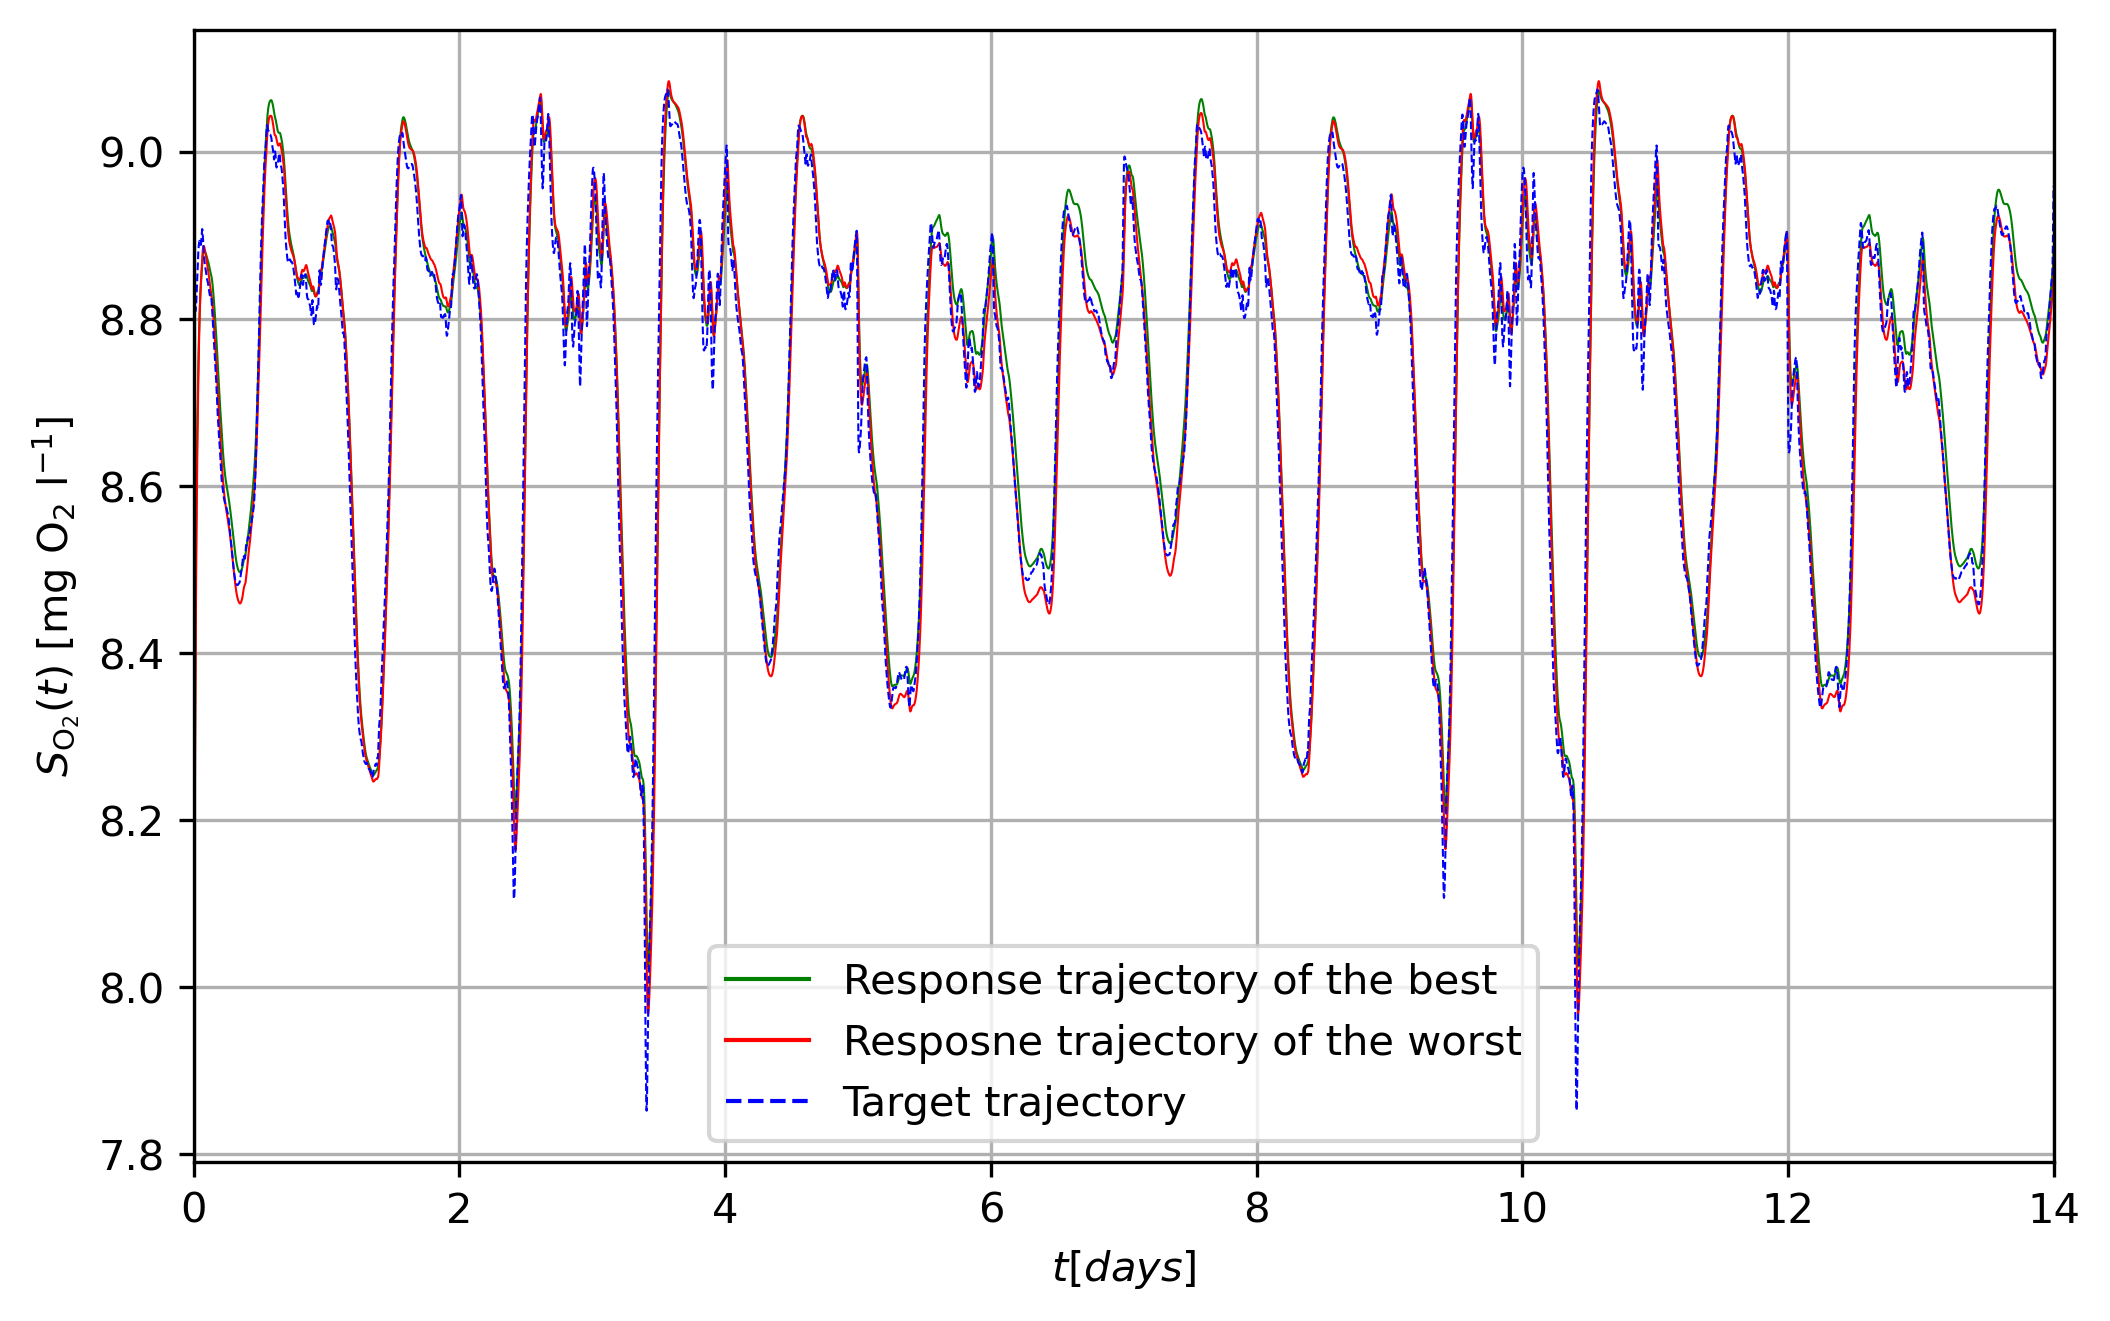 9.0
8.8
8.6
8.4
8.2
8.0
7.8
S_{O_2}(t) [mg O_2 l^{-1}]
Response trajectory of the best
Resposne trajectory of the worst
Target trajectory
0 2 4 6 8 10 12 14
t[days]